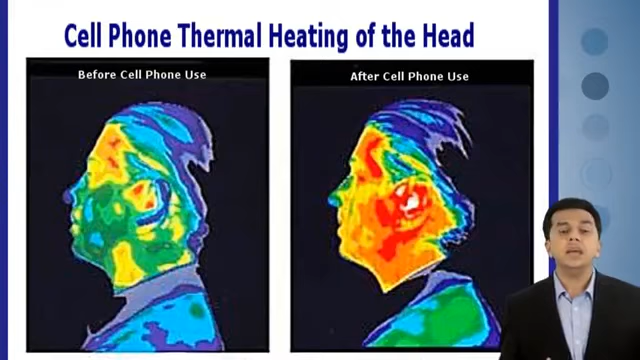 Cell Phone Thermal Heating of the Head
Before Cell Phone Use
After Cell Phone Use